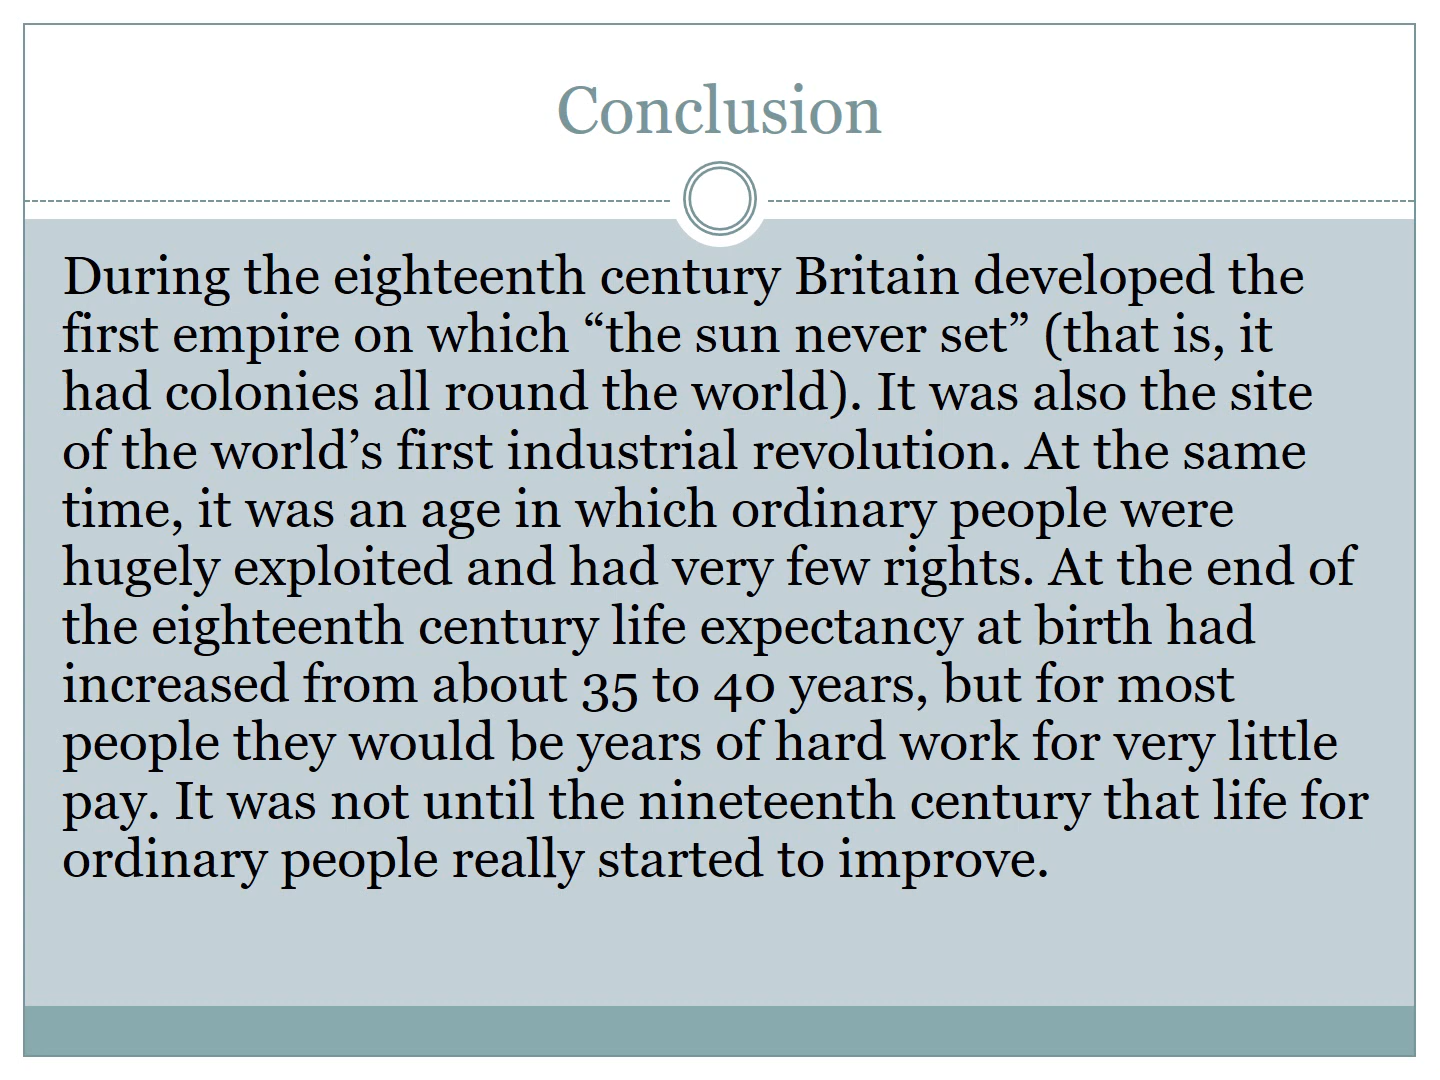 Conclusion
During the eighteenth century Britain developed the
first empire on which “the sun never set” (that is, it
had colonies all round the world). It was also the site
of the world’s first industrial revolution. At the same
time, it was an age in which ordinary people were
hugely exploited and had very few rights. At the end of
the eighteenth century life expectancy at birth had
increased from about 35 to 40 years, but for most
people they would be years of hard work for very little
pay. It was not until the nineteenth century that life for
ordinary people really started to improve.